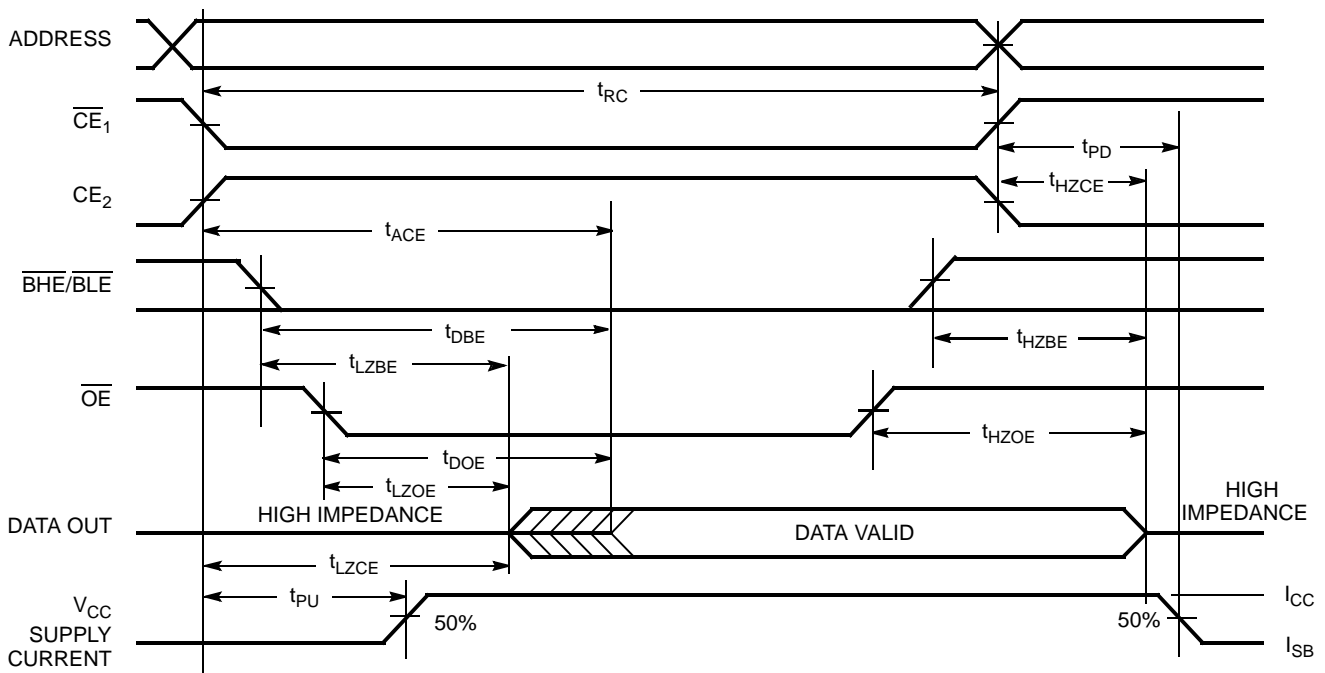 ADDRESS
tRC
CE1
tPD
tHZCE
CE2
tACE
BHE/BLE
tDBE
tHZBE
tLZBE
OE
tHZOE
tDOE
tLZOE
HIGH IMPEDANCE
HIGH
IMPEDANCE
DATA OUT
DATA VALID
tLZCE
tPU
VCC
SUPPLY
CURRENT
50%
50%
ICC
ISB